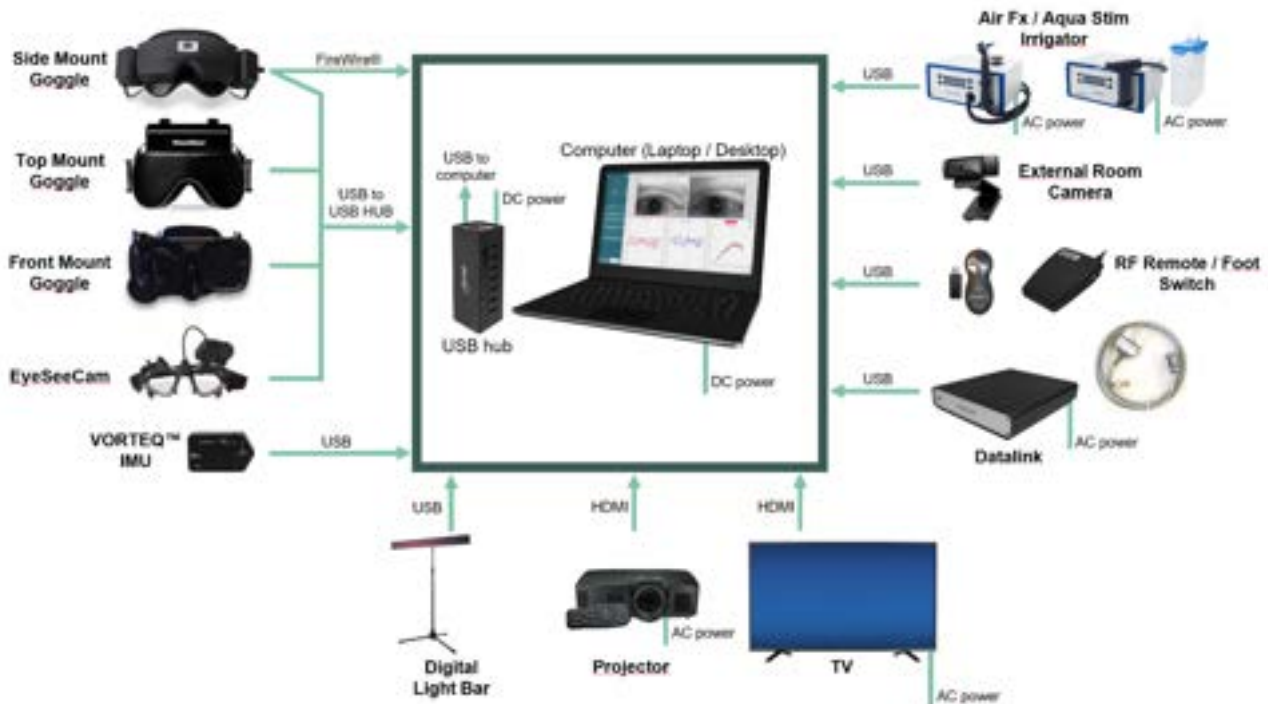 Side Mount
Goggle
FireWire®
Top Mount
Goggle
USB to
USB HUB
Front Mount
Goggle
EyeSeeCam
VORTEQ™
IMU
USB
Computer (Laptop / Desktop)
USB to
computer
DC power
USB hub
DC power
Air Fx / Aqua Stim
Irrigator
USB
AC power
AC power
USB
External Room
Camera
USB
RF Remote / Foot
Switch
USB
AC power
Datalink
USB
HDMI
HDMI
Digital
Light Bar
AC power
Projector
TV
AC power